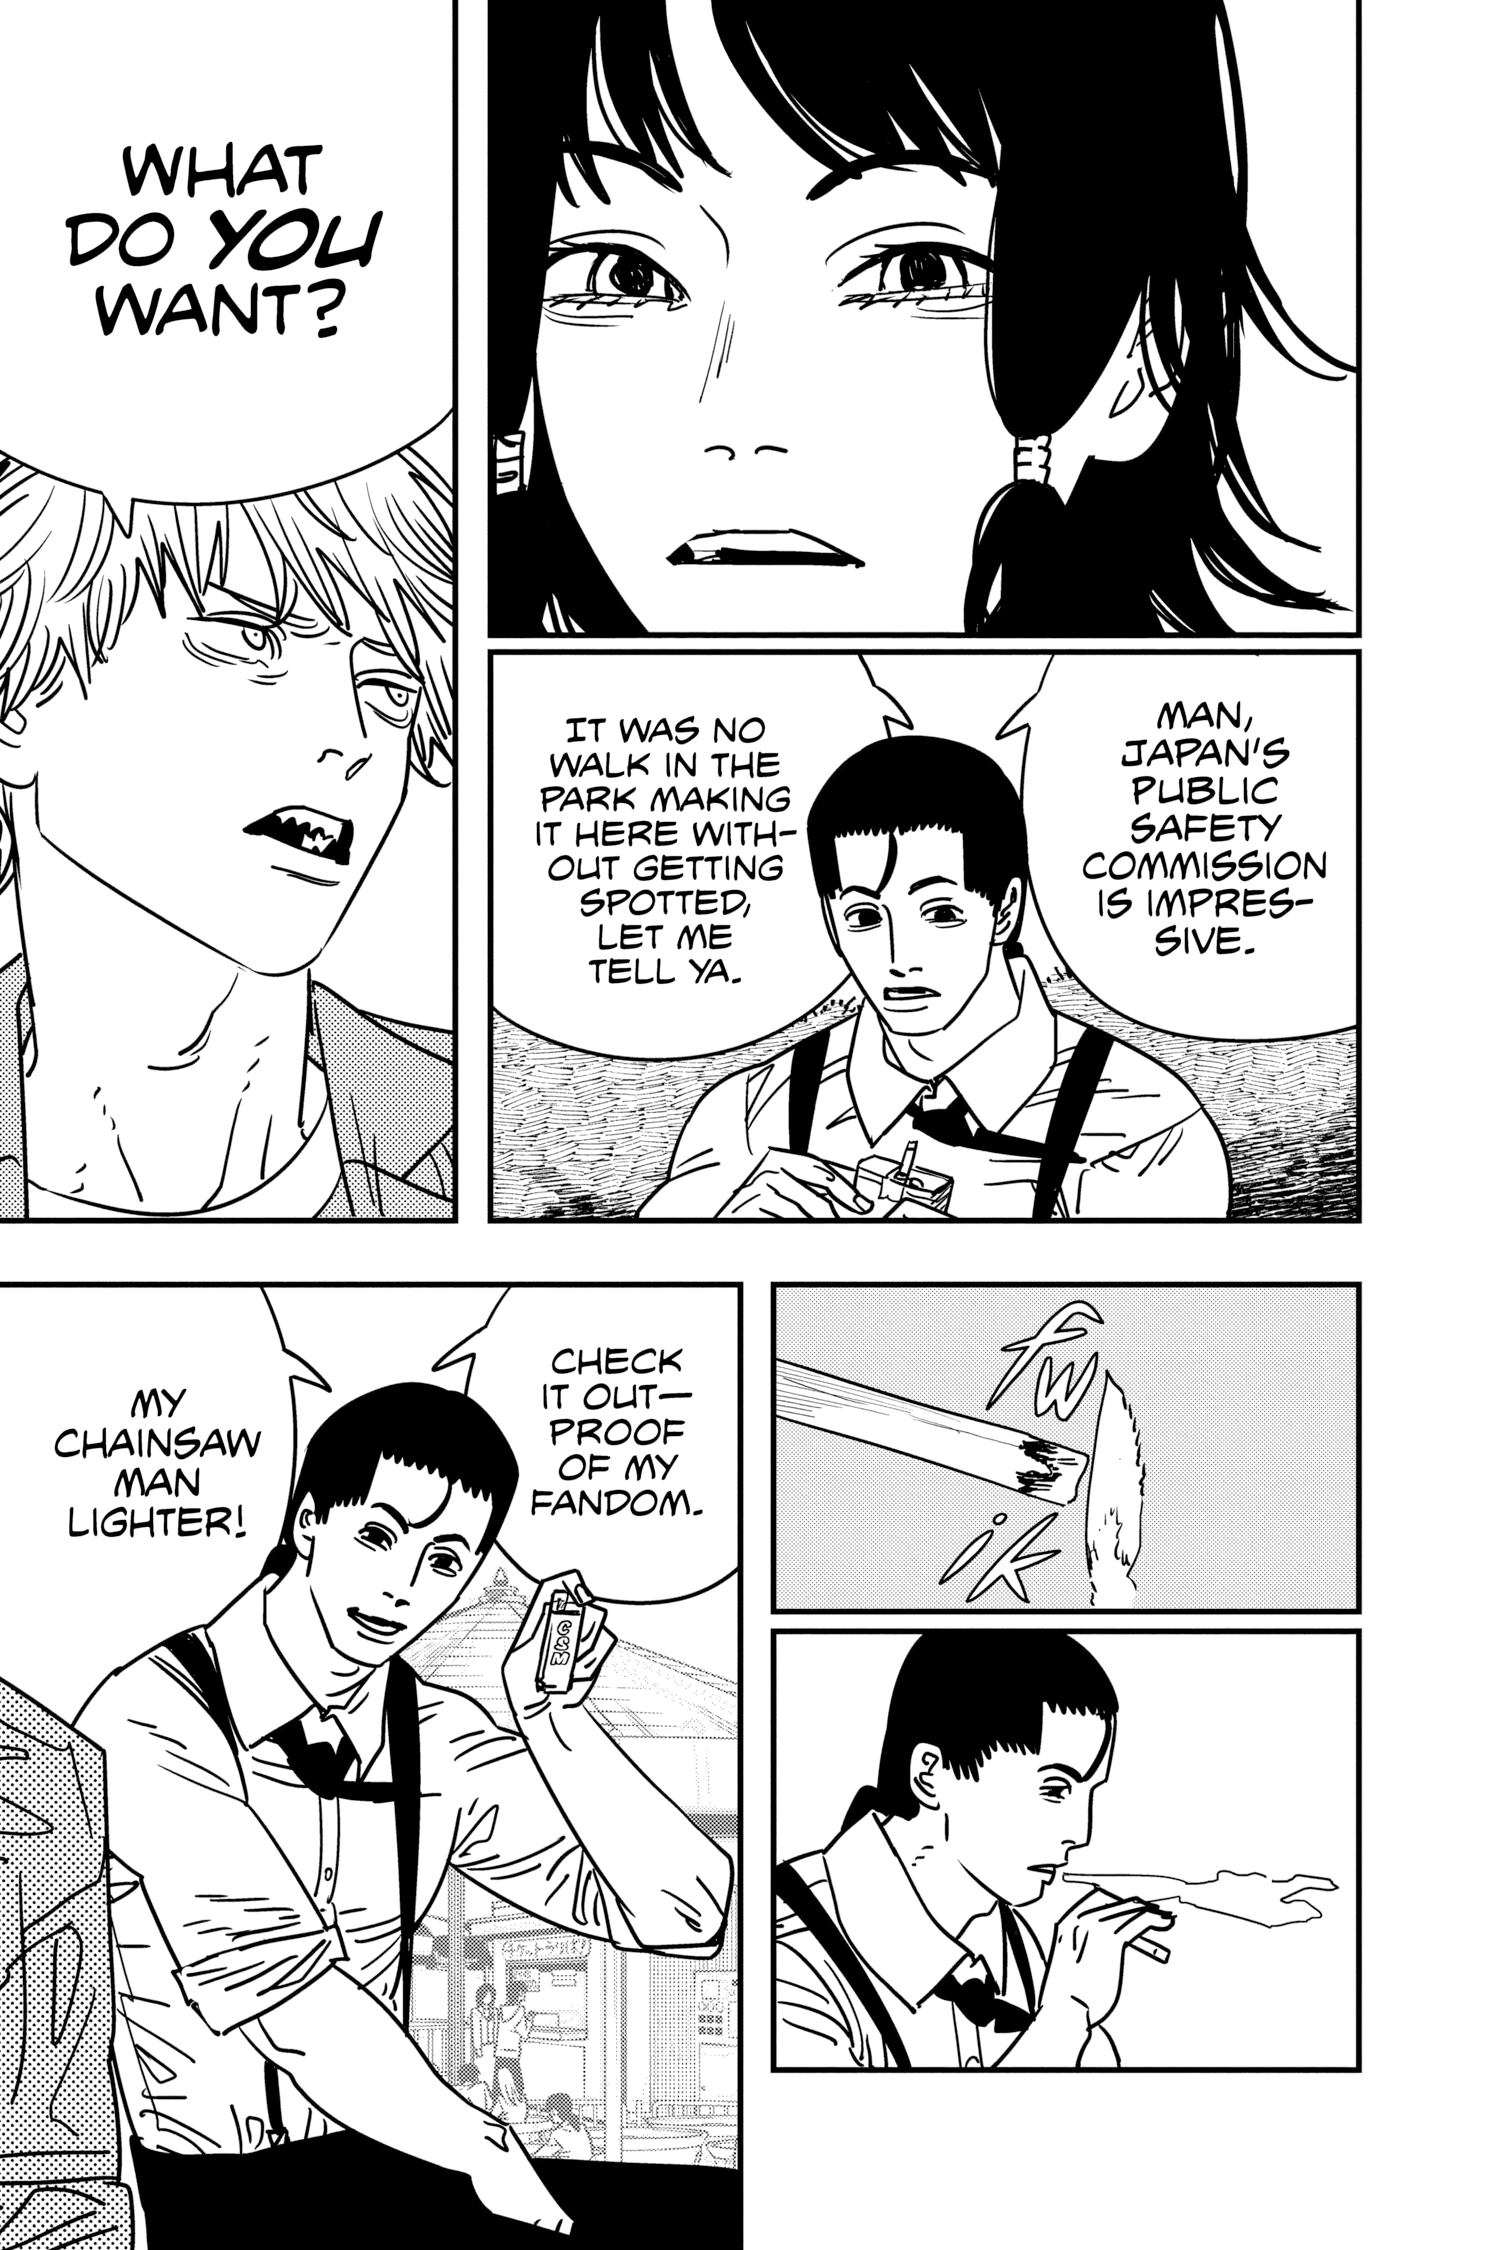 MAN,
JAPAN'S
PUBLIC
SAFETY
COMMISSION
IS IMPRES-
SIVE.
IT WAS NO
WALK IN THE
PARK MAKING
IT HERE WITH-
OUT GETTING
SPOTTED,
LET ME
TELL YA.
WHAT
DO YOU
WANT?
fw
ik
CHECK
IT OUT—
PROOF
OF MY
FANDOM.
CSM
MY
CHAINSAW
MAN
LIGHTER!